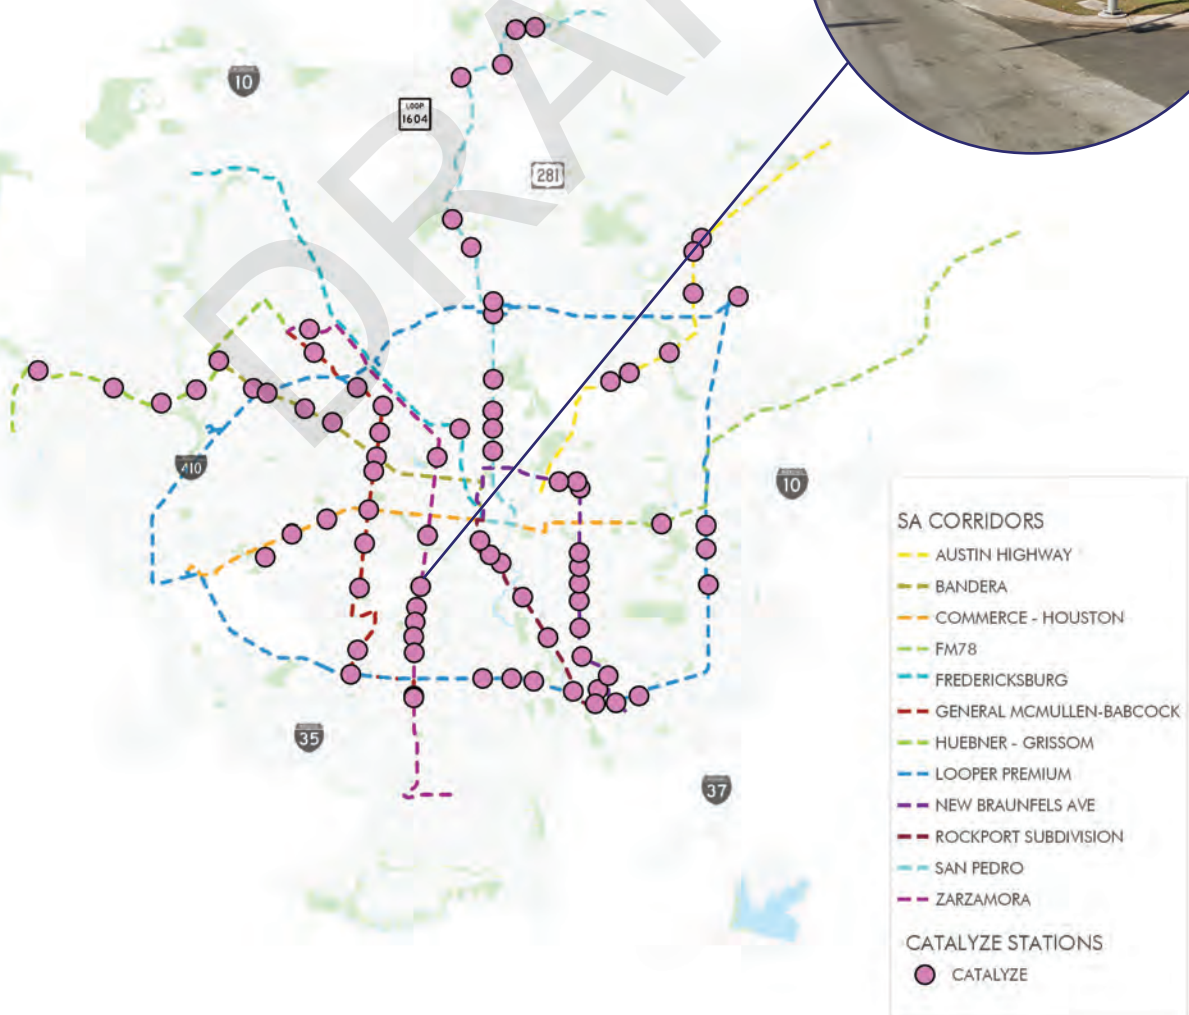 DRA
10
LOOP
1604
281
410
10
35
37
SA CORRIDORS
AUSTIN HIGHWAY
BANDERA
COMMERCE - HOUSTON
FM78
FREDERICKSBURG
GENERAL MCMULLEN-BABCOCK
HUEBNER - GRISSOM
LOOPER PREMIUM
NEW BRAUNFELS AVE
ROCKPORT SUBDIVISION
SAN PEDRO
ZARZAMORA
CATALYZE STATIONS
CATALYZE